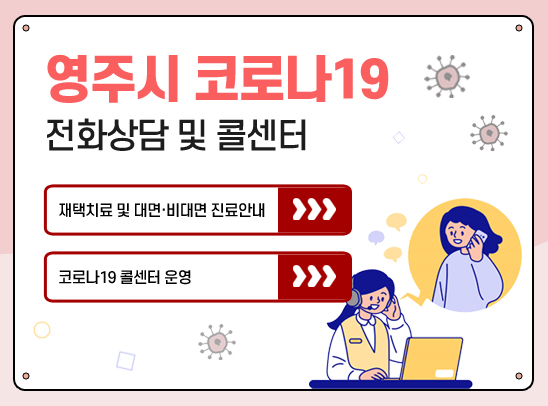 영주시 코로나19
전화상담 및 콜센터
재택치료 및 대면·비대면 진료안내
코로나19 콜센터 운영